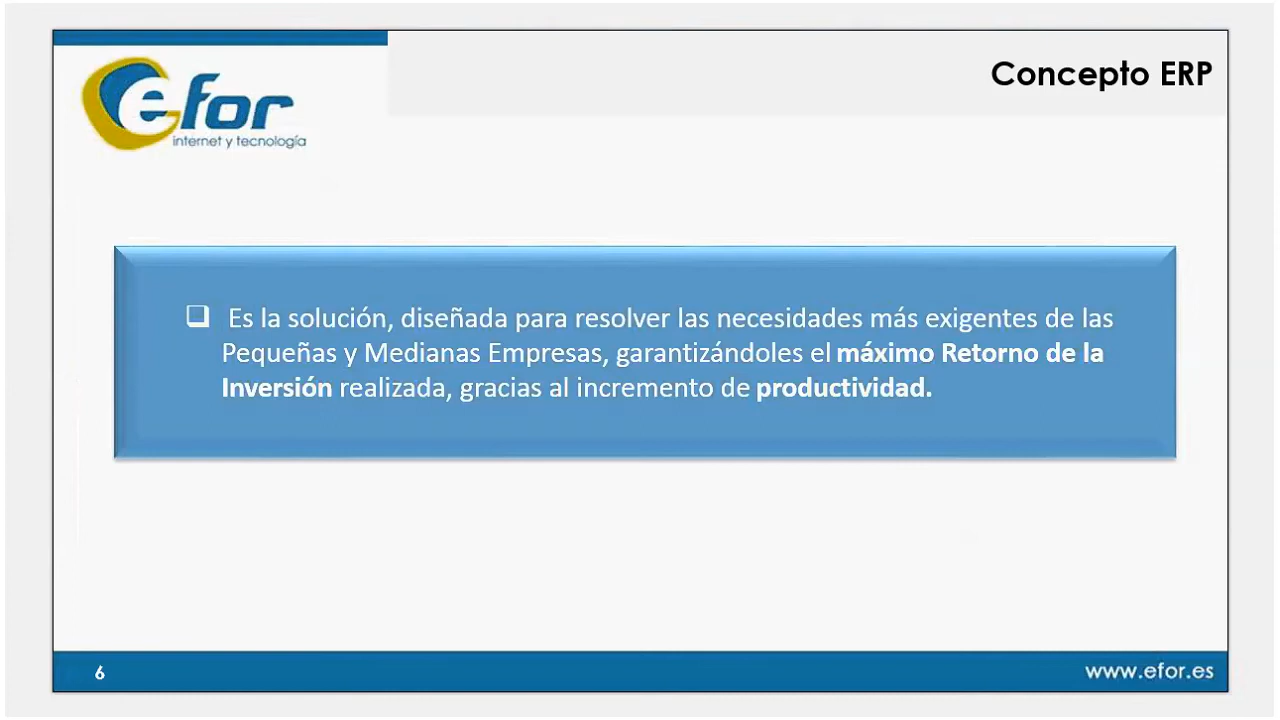 Concepto ERP
efor
internet y tecnología
❑ Es la solución, diseñada para resolver las necesidades más exigentes de las
Pequeñas y Medianas Empresas, garantizándoles el máximo Retorno de la
Inversión realizada, gracias al incremento de productividad.
6
www.efor.es